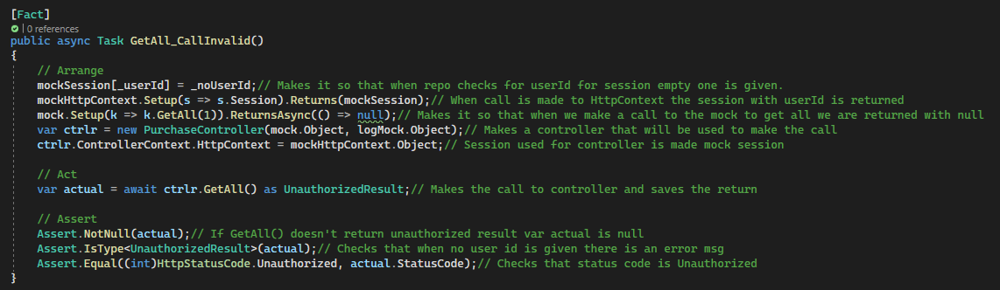 [Fact]
| 0 references
public async Task GetAll_CallInvalid()
{
// Arrange
mockSession[_userId] = _noUserId;// Makes it so that when repo checks for userId for session empty one is given.
mockHttpContext.Setup(s => s.Session).Returns(mockSession);// When call is made to HttpContext the session with userId is returned
mock.Setup(k => k.GetAll(1)).ReturnsAsync(() => null);// Makes it so that when we make a call to the mock to get all we are returned with null
var ctrlr = new PurchaseController(mock.Object, logMock.Object);// Makes a controller that will be used to make the call
ctrlr.ControllerContext.HttpContext = mockHttpContext.Object;// Session used for controller is made mock session
// Act
var actual = await ctrlr.GetAll() as UnauthorizedResult;// Makes the call to controller and saves the return
// Assert
Assert.NotNull(actual);// If GetAll() doesn't return unauthorized result var actual is null
Assert.IsType<UnauthorizedResult>(actual);// Checks that when no user id is given there is an error msg
Assert.Equal((int)HttpStatusCode.Unauthorized, actual.StatusCode);// Checks that status code is Unauthorized
}